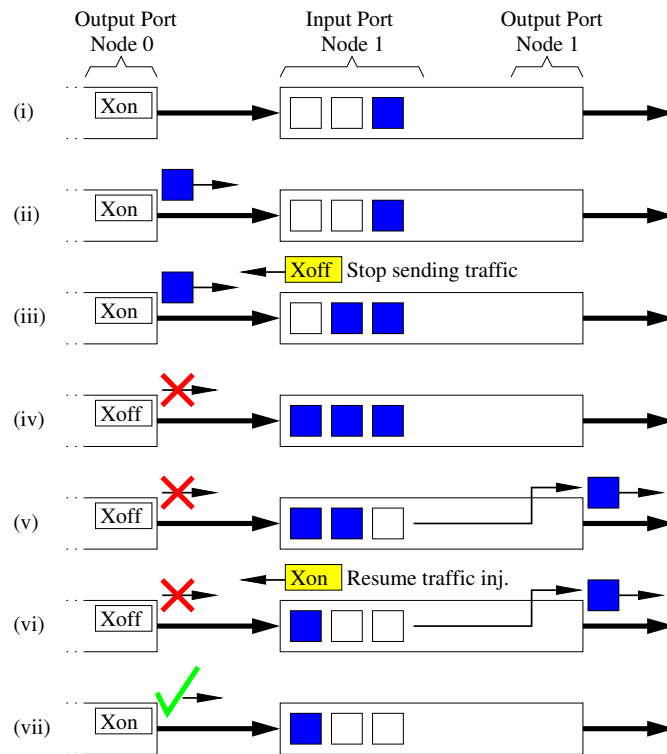 Output Port
Node 0
Input Port
Node 1
Output Port
Node 1
(i)
Xon
(ii)
Xon
Xoff Stop sending traffic
(iii)
Xon
(iv)
Xoff
(v)
Xoff
Xon Resume traffic inj.
(vi)
Xoff
(vii)
Xon